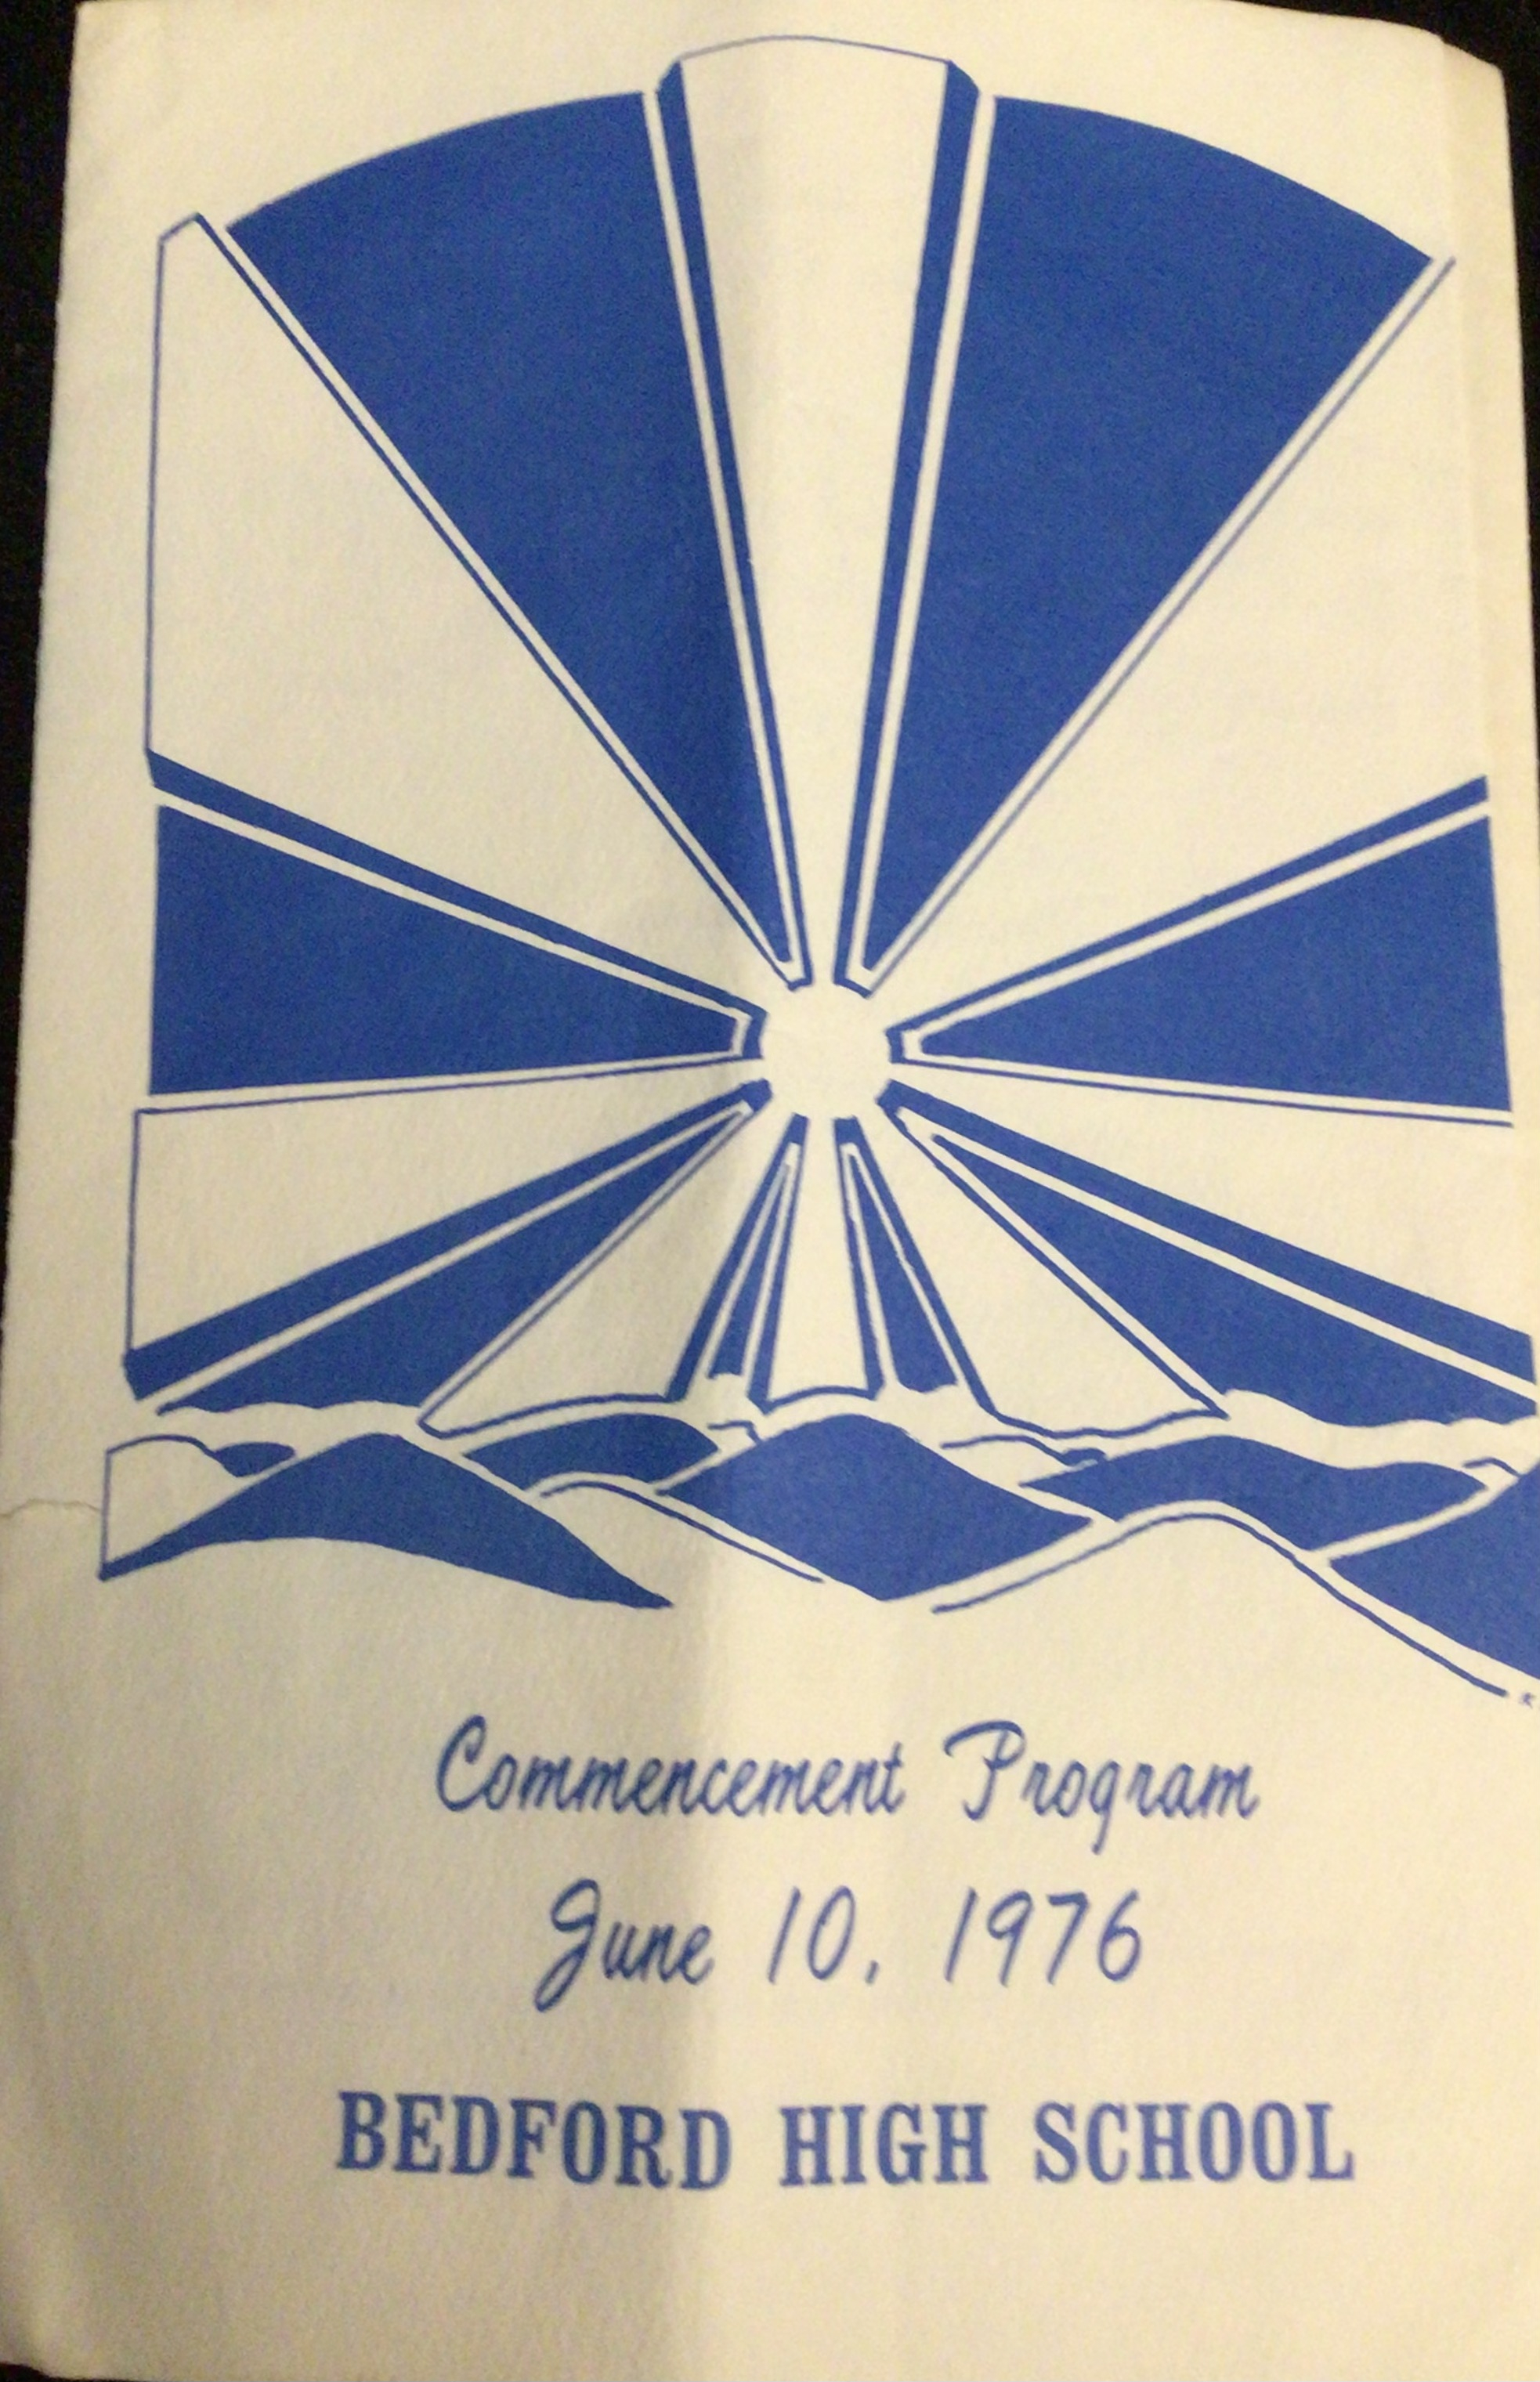 Commencement Program
June 10, 1976
BEDFORD HIGH SCHOOL